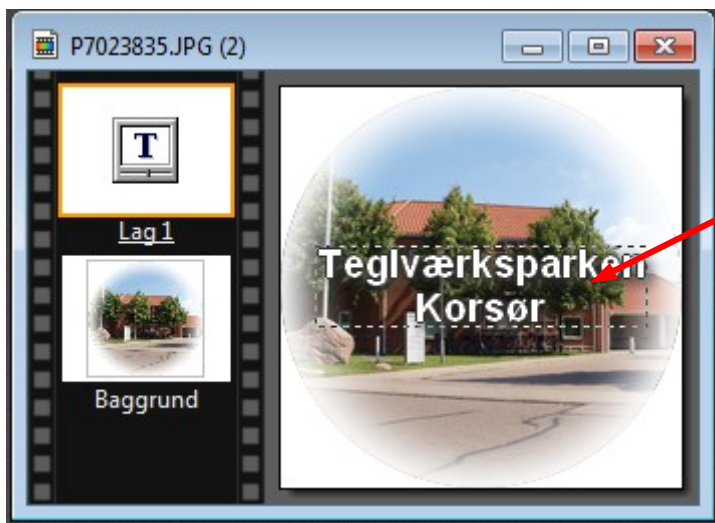 P7023835.JPG (2)
T
Lag 1
Baggrund
Teglværksparken
Korsør